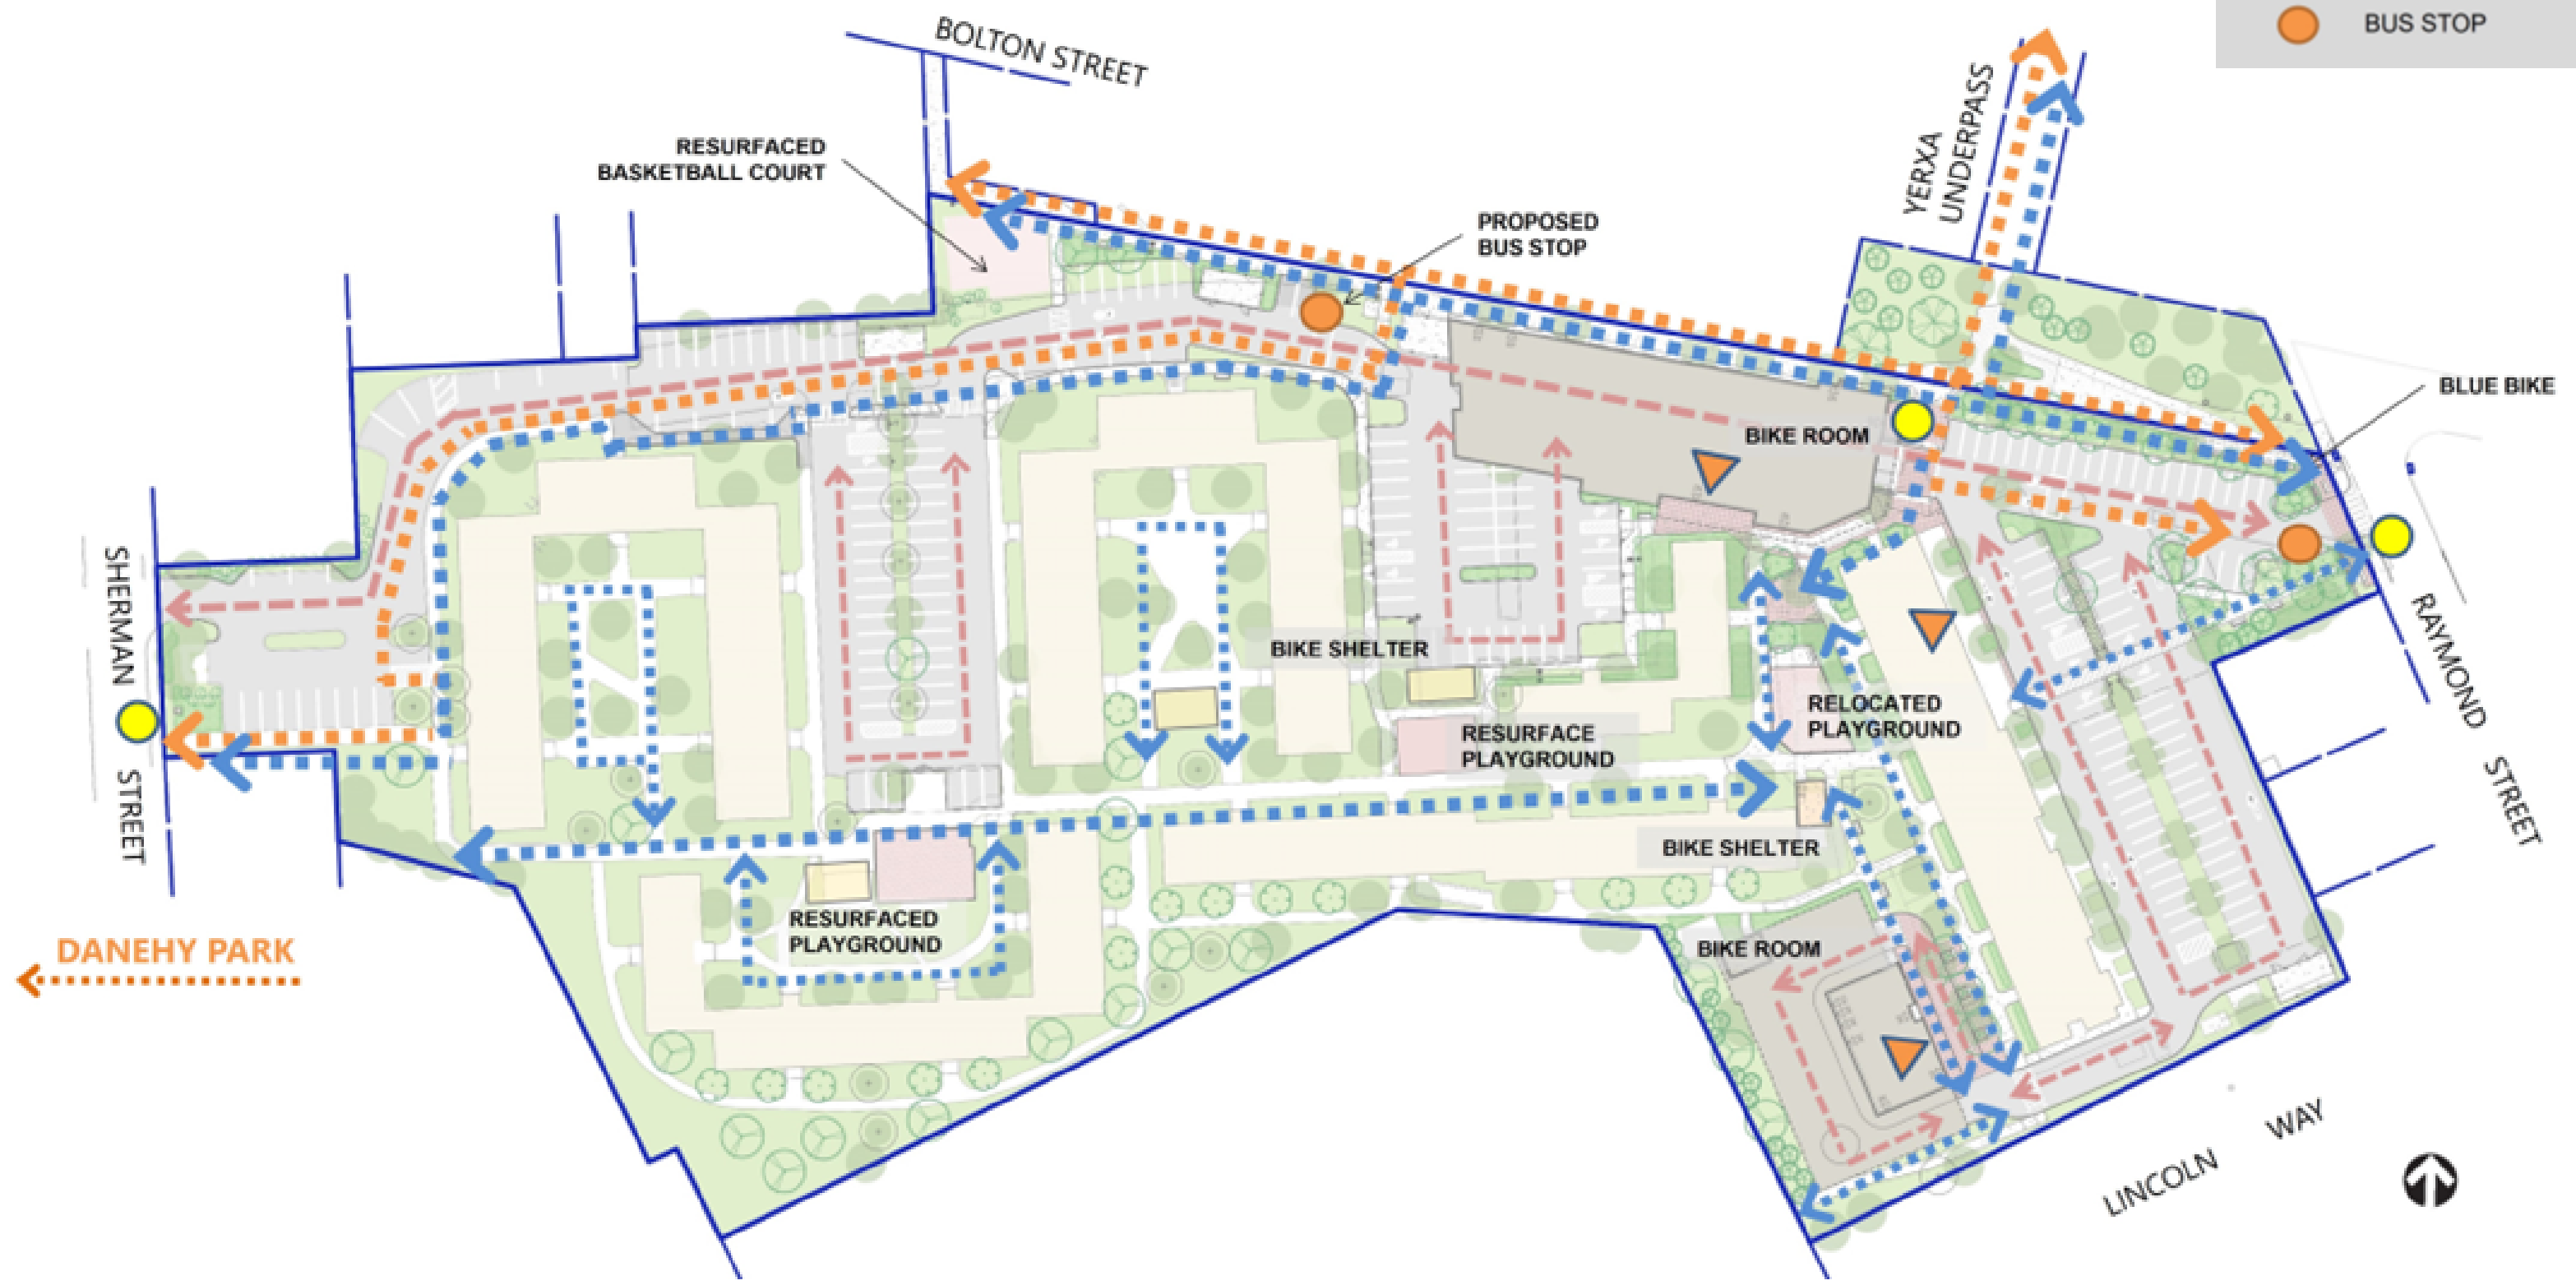 BUS STOP
BOLTON STREET
YERXA
UNDERPASS
RESURFACED
BASKETBALL COURT
PROPOSED
BUS STOP
BLUE BIKE
BIKE ROOM
SHERMAN
STREET
BIKE SHELTER
RAYMOND STREET
RELOCATED
PLAYGROUND
RESURFACE
PLAYGROUND
BIKE SHELTER
RESURFACED
PLAYGROUND
DANEHY PARK
BIKE ROOM
LINCOLN WAY